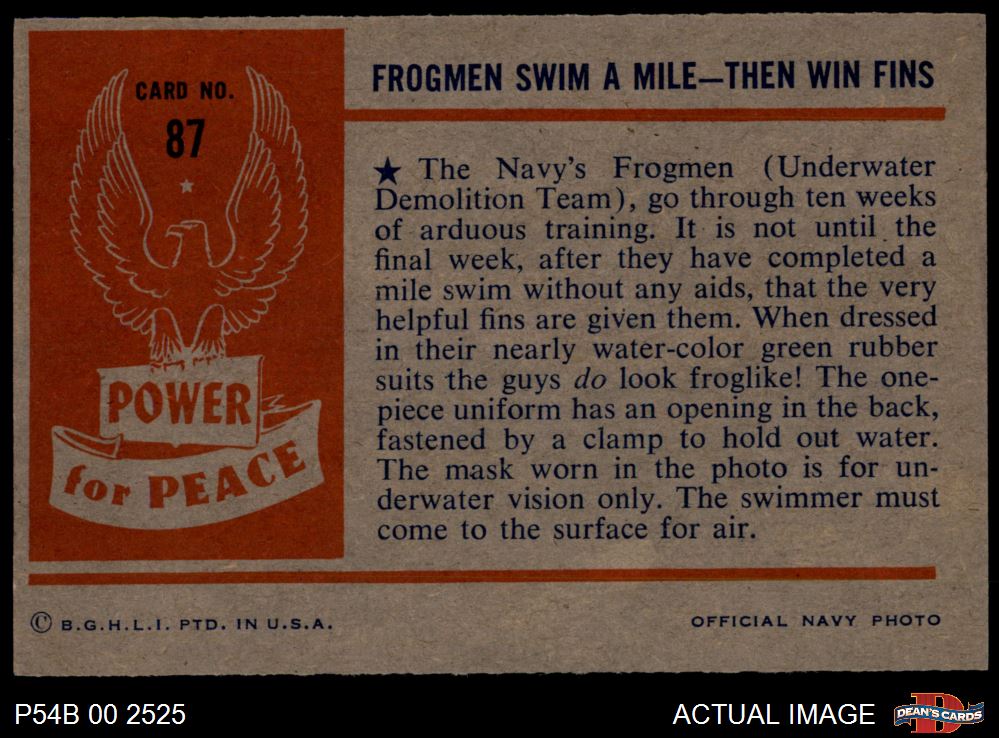 CARD NO.
87
POWER
for PEACE
FROGMEN SWIM A MILE—THEN WIN FINS
★ The Navy's Frogmen (Underwater
Demolition Team), go through ten weeks
of arduous training. It is not until the
final week, after they have completed a
mile swim without any aids, that the very
helpful fins are given them. When dressed
in their nearly water-color green rubber
suits the guys do look froglike! The one-
piece uniform has an opening in the back,
fastened by a clamp to hold out water.
The mask worn in the photo is for un-
derwater vision only. The swimmer must
come to the surface for air.
© B.G.H.L.I. PTD. IN U.S.A.
OFFICIAL NAVY PHOTO
P54B 00 2525
ACTUAL IMAGE
DEAN'S CARDS